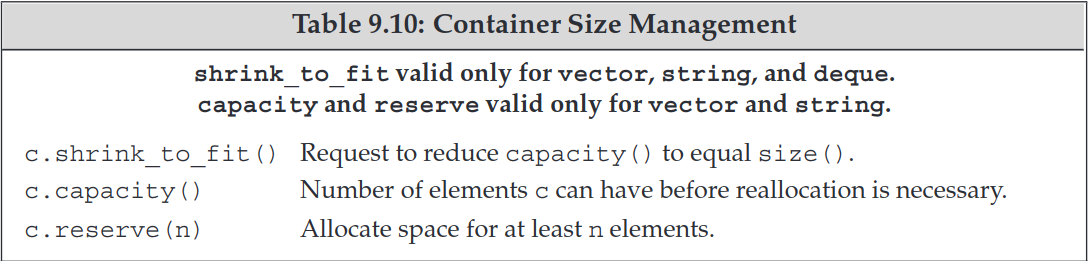 Table 9.10: Container Size Management
shrink_to_fit valid only for vector, string, and deque.
capacity and reserve valid only for vector and string.
c.shrink_to_fit() Request to reduce capacity() to equal size().
c.capacity() Number of elements c can have before reallocation is necessary.
c.reserve(n) Allocate space for at least n elements.